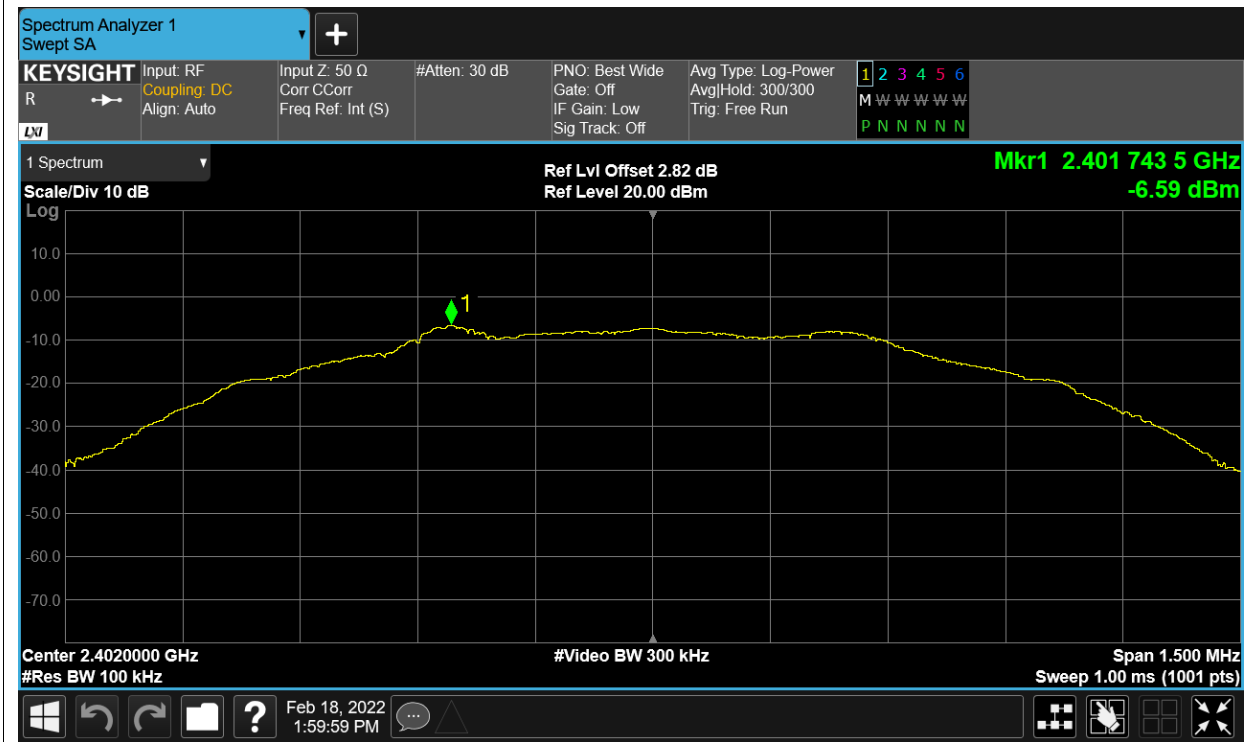 Spectrum Analyzer 1
Swept SA
+
KEYSIGHT
R
LXI
Input: RF
Coupling: DC
Align: Auto
Input Z: 50 Ω
Corr CCorr
Freq Ref: Int (S)
#Atten: 30 dB
PNO: Best Wide
Gate: Off
IF Gain: Low
Sig Track: Off
Avg Type: Log-Power
Avg|Hold: 300/300
Trig: Free Run
1 2 3 4 5 6
M W W W W W
P N N N N N
1 Spectrum
Scale/Div 10 dB
Log
Ref Lvl Offset 2.82 dB
Ref Level 20.00 dBm
Mkr1 2.401 743 5 GHz
-6.59 dBm
10.0
0.00
-10.0
-20.0
-30.0
-40.0
-50.0
-60.0
-70.0
1
Center 2.4020000 GHz
#Res BW 100 kHz
#Video BW 300 kHz
Span 1.500 MHz
Sweep 1.00 ms (1001 pts)
?
Feb 18, 2022
1:59:59 PM